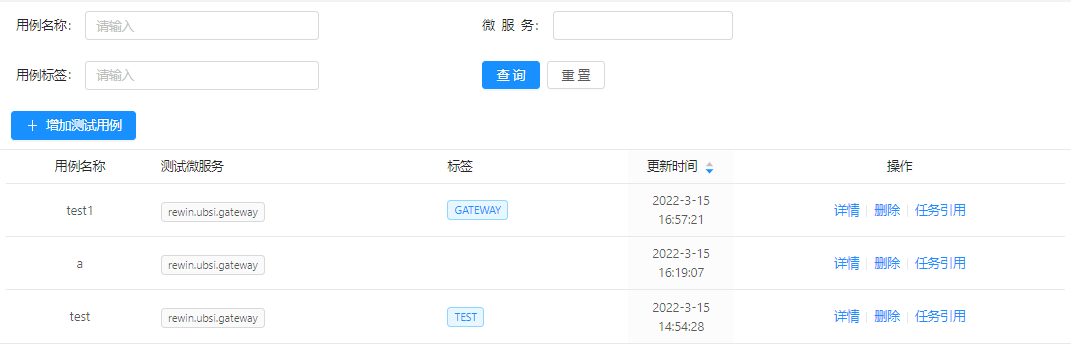 用例名称: 请输入 微 服 务:
用例标签: 请输入 查 询 重 置
+ 增加测试用例
用例名称 测试微服务 标签 更新时间 操作
test1 rewin.ubsi.gateway GATEWAY 2022-3-15 16:57:21 详情 删除 任务引用
a rewin.ubsi.gateway 2022-3-15 16:19:07 详情 删除 任务引用
test rewin.ubsi.gateway TEST 2022-3-15 14:54:28 详情 删除 任务引用